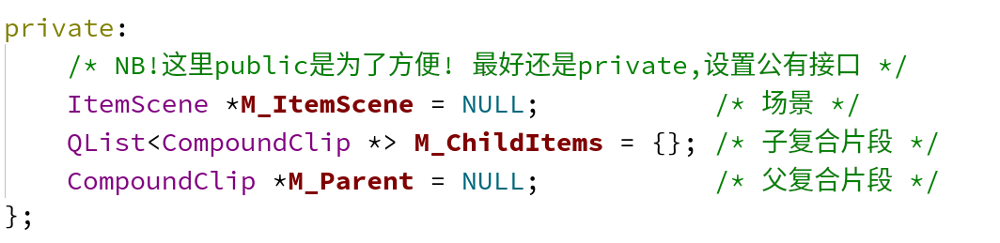 private:
/* NB!这里public是为了方便! 最好还是private,设置公有接口 */
ItemScene *M_ItemScene = NULL; /* 场景 */
QList<CompoundClip *> M_ChildItems = {}; /* 子复合片段 */
CompoundClip *M_Parent = NULL; /* 父复合片段 */
};